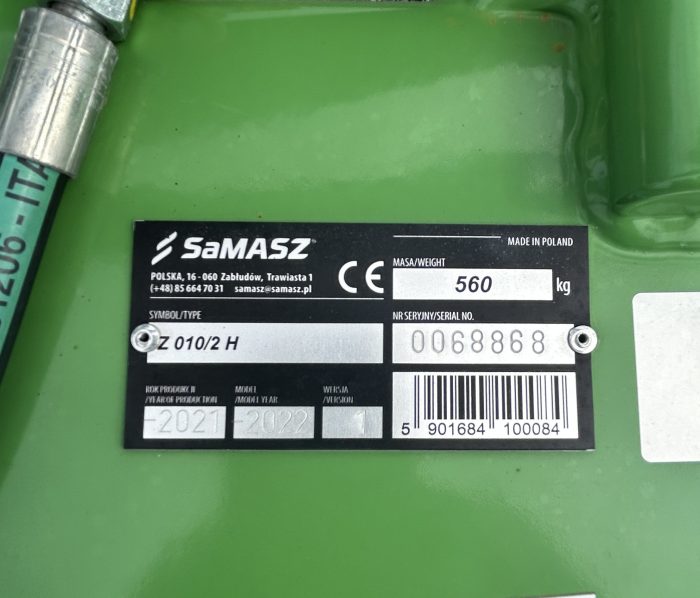 SaMASZ
POLSKA, 16 - 060 Zabłudów, Trawiasta 1
(+48) 85 664 70 31 samasz@samasz.pl
CE
MADE IN POLAND
MASA/WEIGHT
560 kg
SYMBOL/TYPE
Z 010/2 H
NR SERYJNY/SERIAL NO.
0068868
ROK PRODUKCJI
/YEAR OF PRODUCTION
-2021-
MODEL
/MODEL YEAR
-2022-
WERSJA
/VERSION
1
5 901684 100084
1206 - ITA